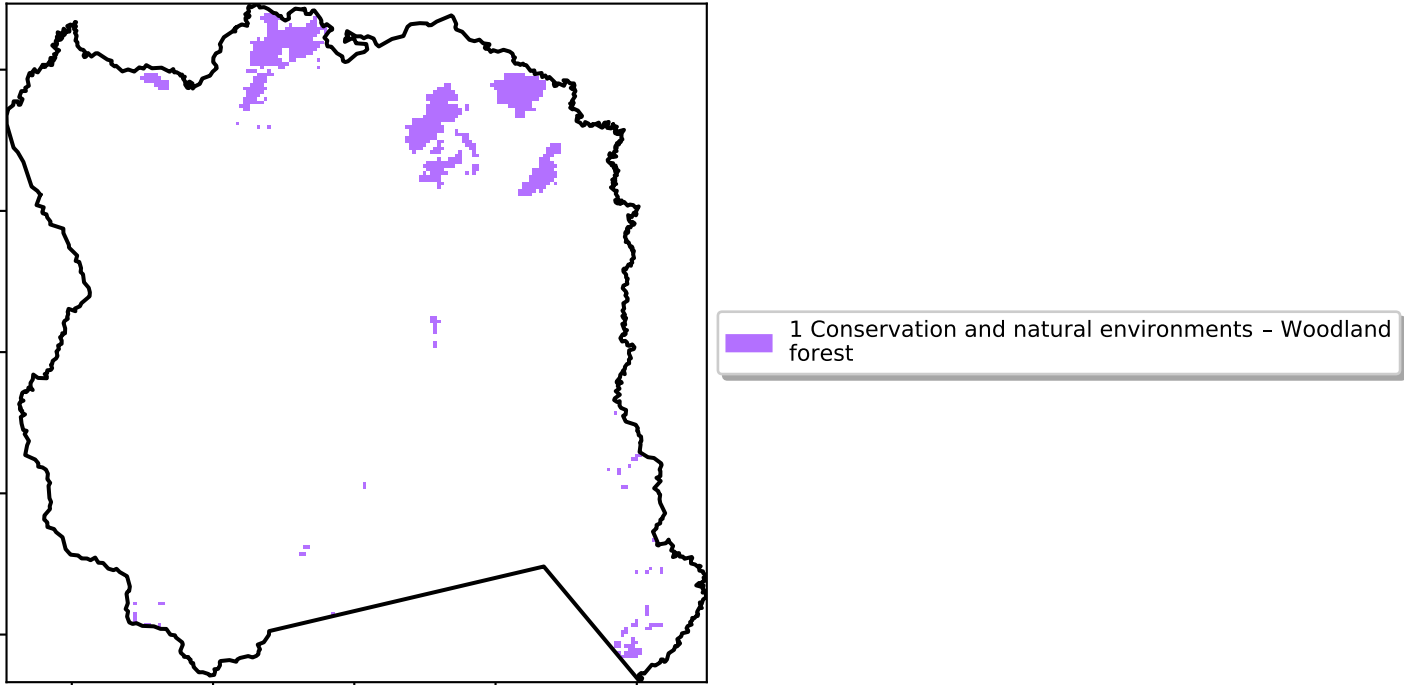 1 Conservation and natural environments – Woodland
forest